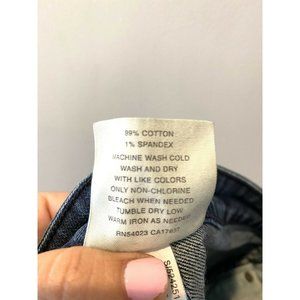 99% COTTON
1% SPANDEX
MACHINE WASH COLD
WASH AND DRY
WITH LIKE COLORS
ONLY NON-CHLORINE
BLEACH WHEN NEEDED
TUMBLE DRY LOW
WARM IRON AS NEEDED
RN54023 CA17637